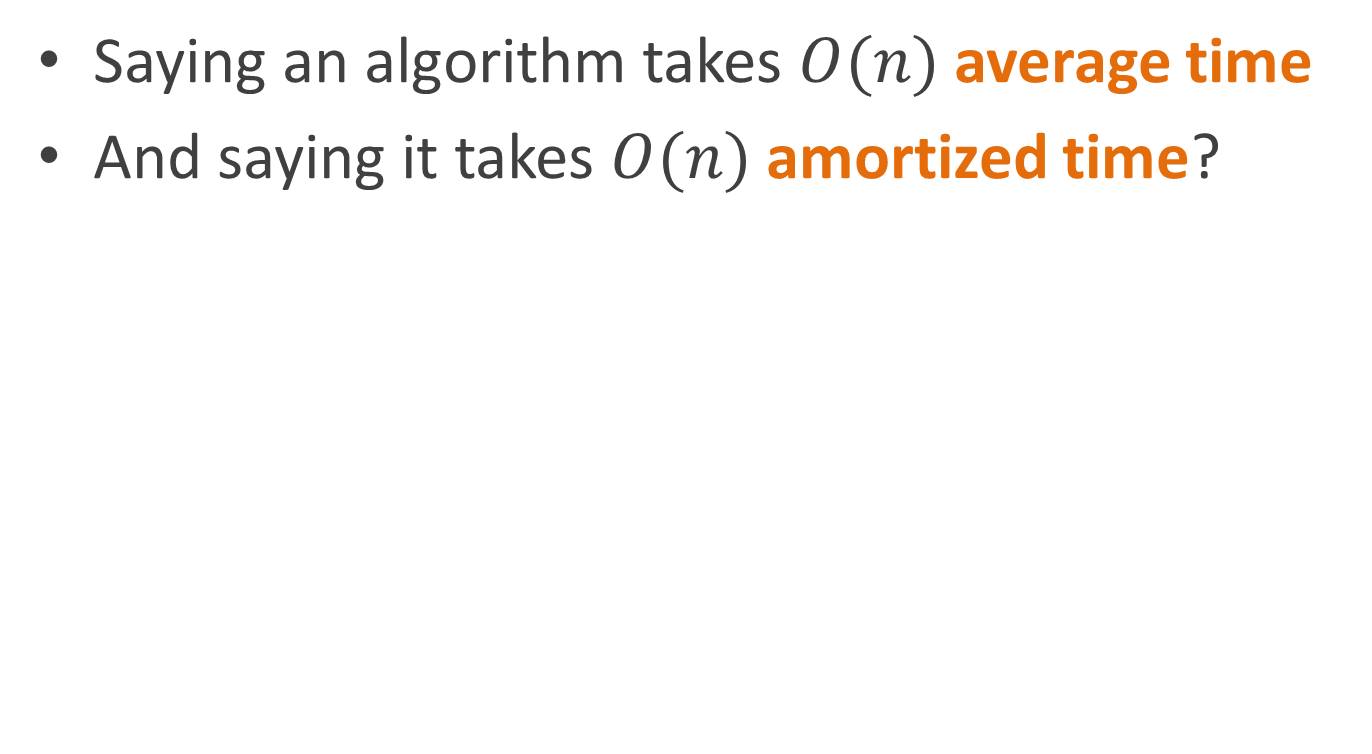 • Saying an algorithm takes O(n) average time
• And saying it takes O(n) amortized time?